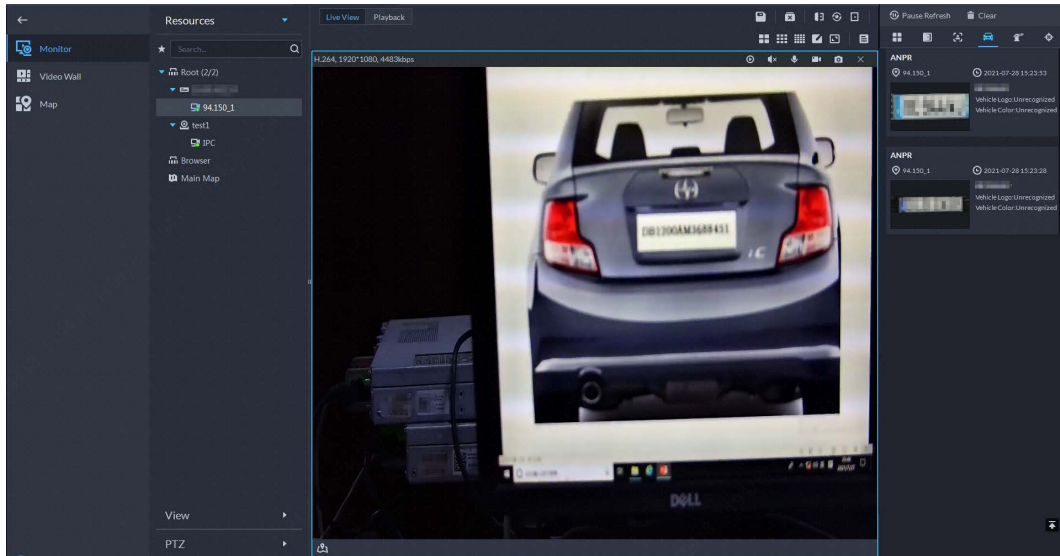 Resources
Live View
Playback
Pause Refresh
Clear
Monitor
Search...
H.264, 1920*1080, 4483kbps
ANPR
Video Wall
Root (2/2)
94.150_1
2021-07-28 15:23:53
Map
94.150_1
Vehicle Logo:Unrecognized
Vehicle Color:Unrecognized
test1
IPC
Browser
ANPR
Main Map
94.150_1
2021-07-28 15:23:28
Vehicle Logo:Unrecognized
Vehicle Color:Unrecognized
DB1200AM3688451
iC
DELL
View
PTZ